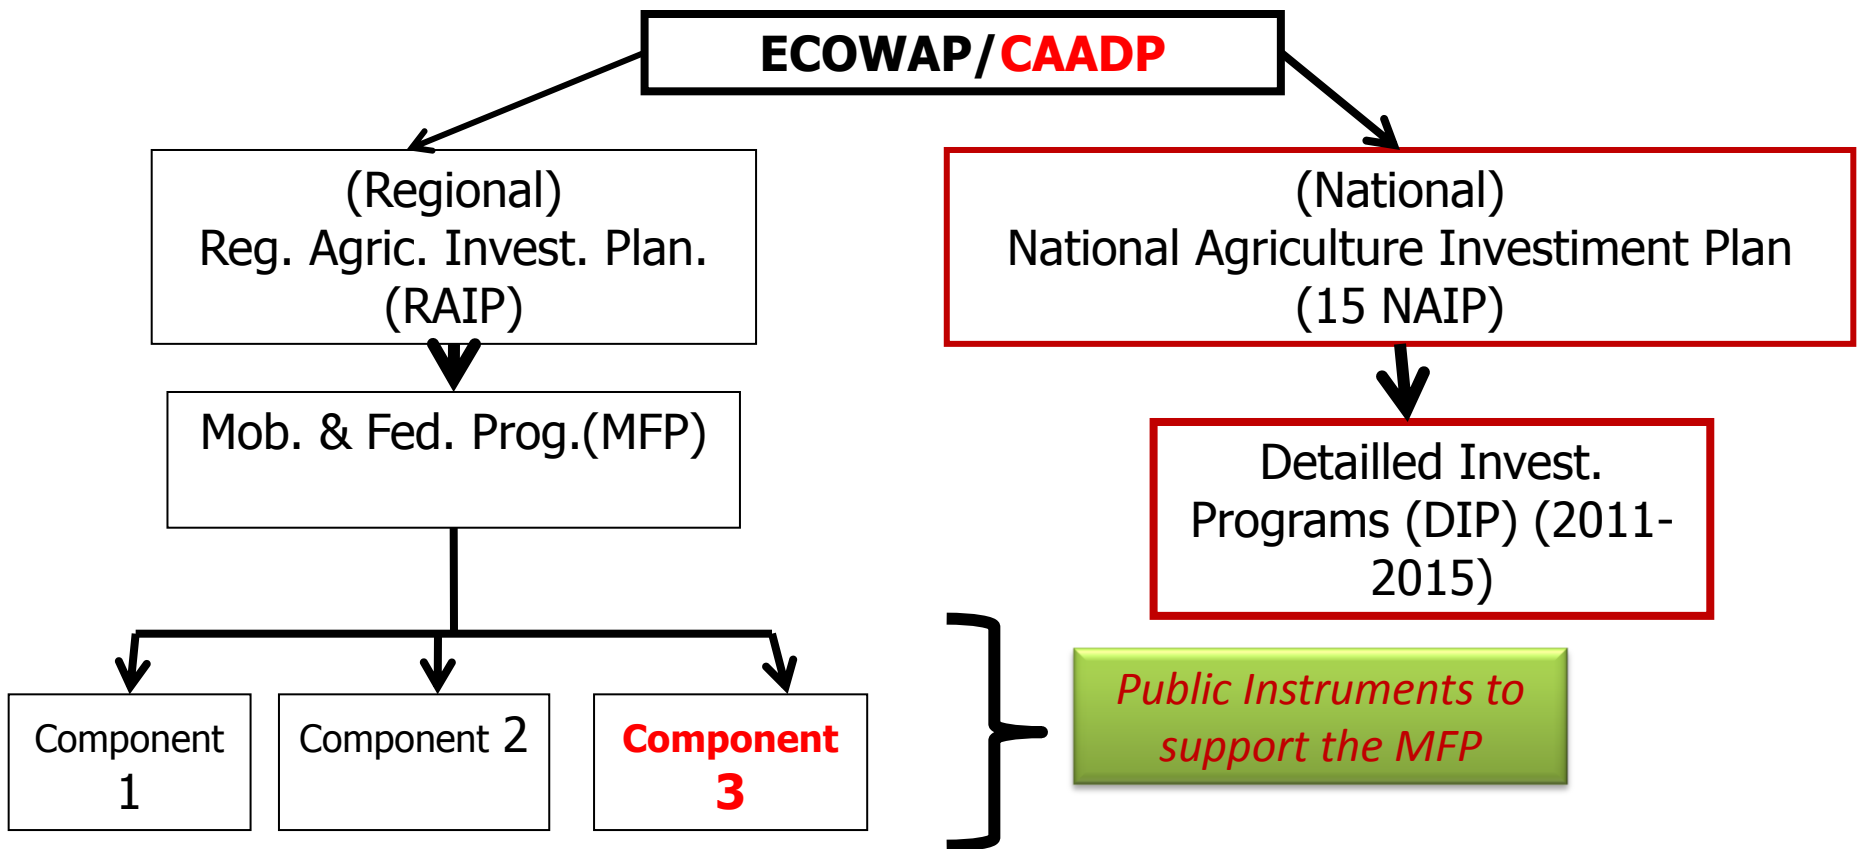 ECOWAP/CAADP
(Regional)
Reg. Agric. Invest. Plan.
(RAIP)
(National)
National Agriculture Investiment Plan
(15 NAIP)
Mob. & Fed. Prog.(MFP)
Detailled Invest.
Programs (DIP) (2011-
2015)
Component
1
Component 2
Component
3
Public Instruments to
support the MFP